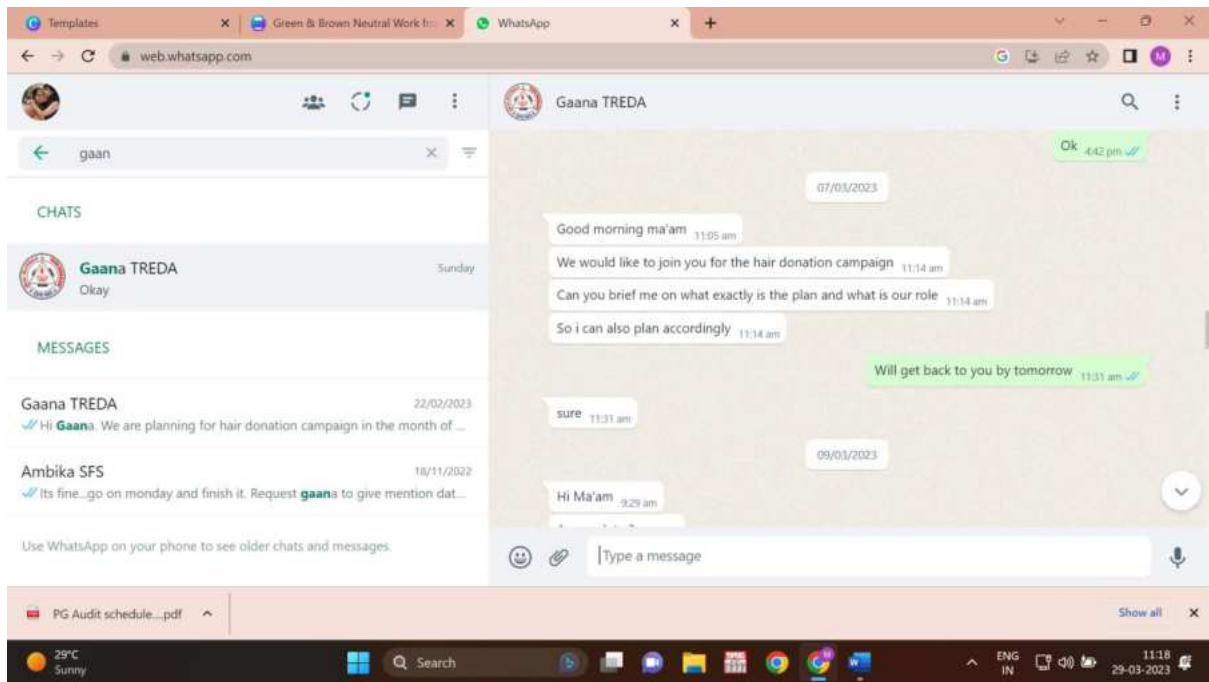 Templates
Green & Brown Neutral Work fro
WhatsApp
web.whatsapp.com
M
gaan
CHATS
Gaana TREDA
Sunday
Okay
MESSAGES
Gaana TREDA
22/02/2023
Hi Gaana. We are planning for hair donation campaign in the month of ...
Ambika SFS
18/11/2022
Its fine...go on monday and finish it. Request gaana to give mention dat...
Use WhatsApp on your phone to see older chats and messages.
Gaana TREDA
Ok 4:42 pm
07/03/2023
Good morning ma'am 11:05 am
We would like to join you for the hair donation campaign 11:14 am
Can you brief me on what exactly is the plan and what is our role 11:14 am
So i can also plan accordingly 11:14 am
Will get back to you by tomorrow 11:31 am
sure 11:31 am
09/03/2023
Hi Ma'am 9:29 am
Type a message
PG Audit schedule....pdf
Show all
29°C
Sunny
Search
ENG
IN
11:18
29-03-2023